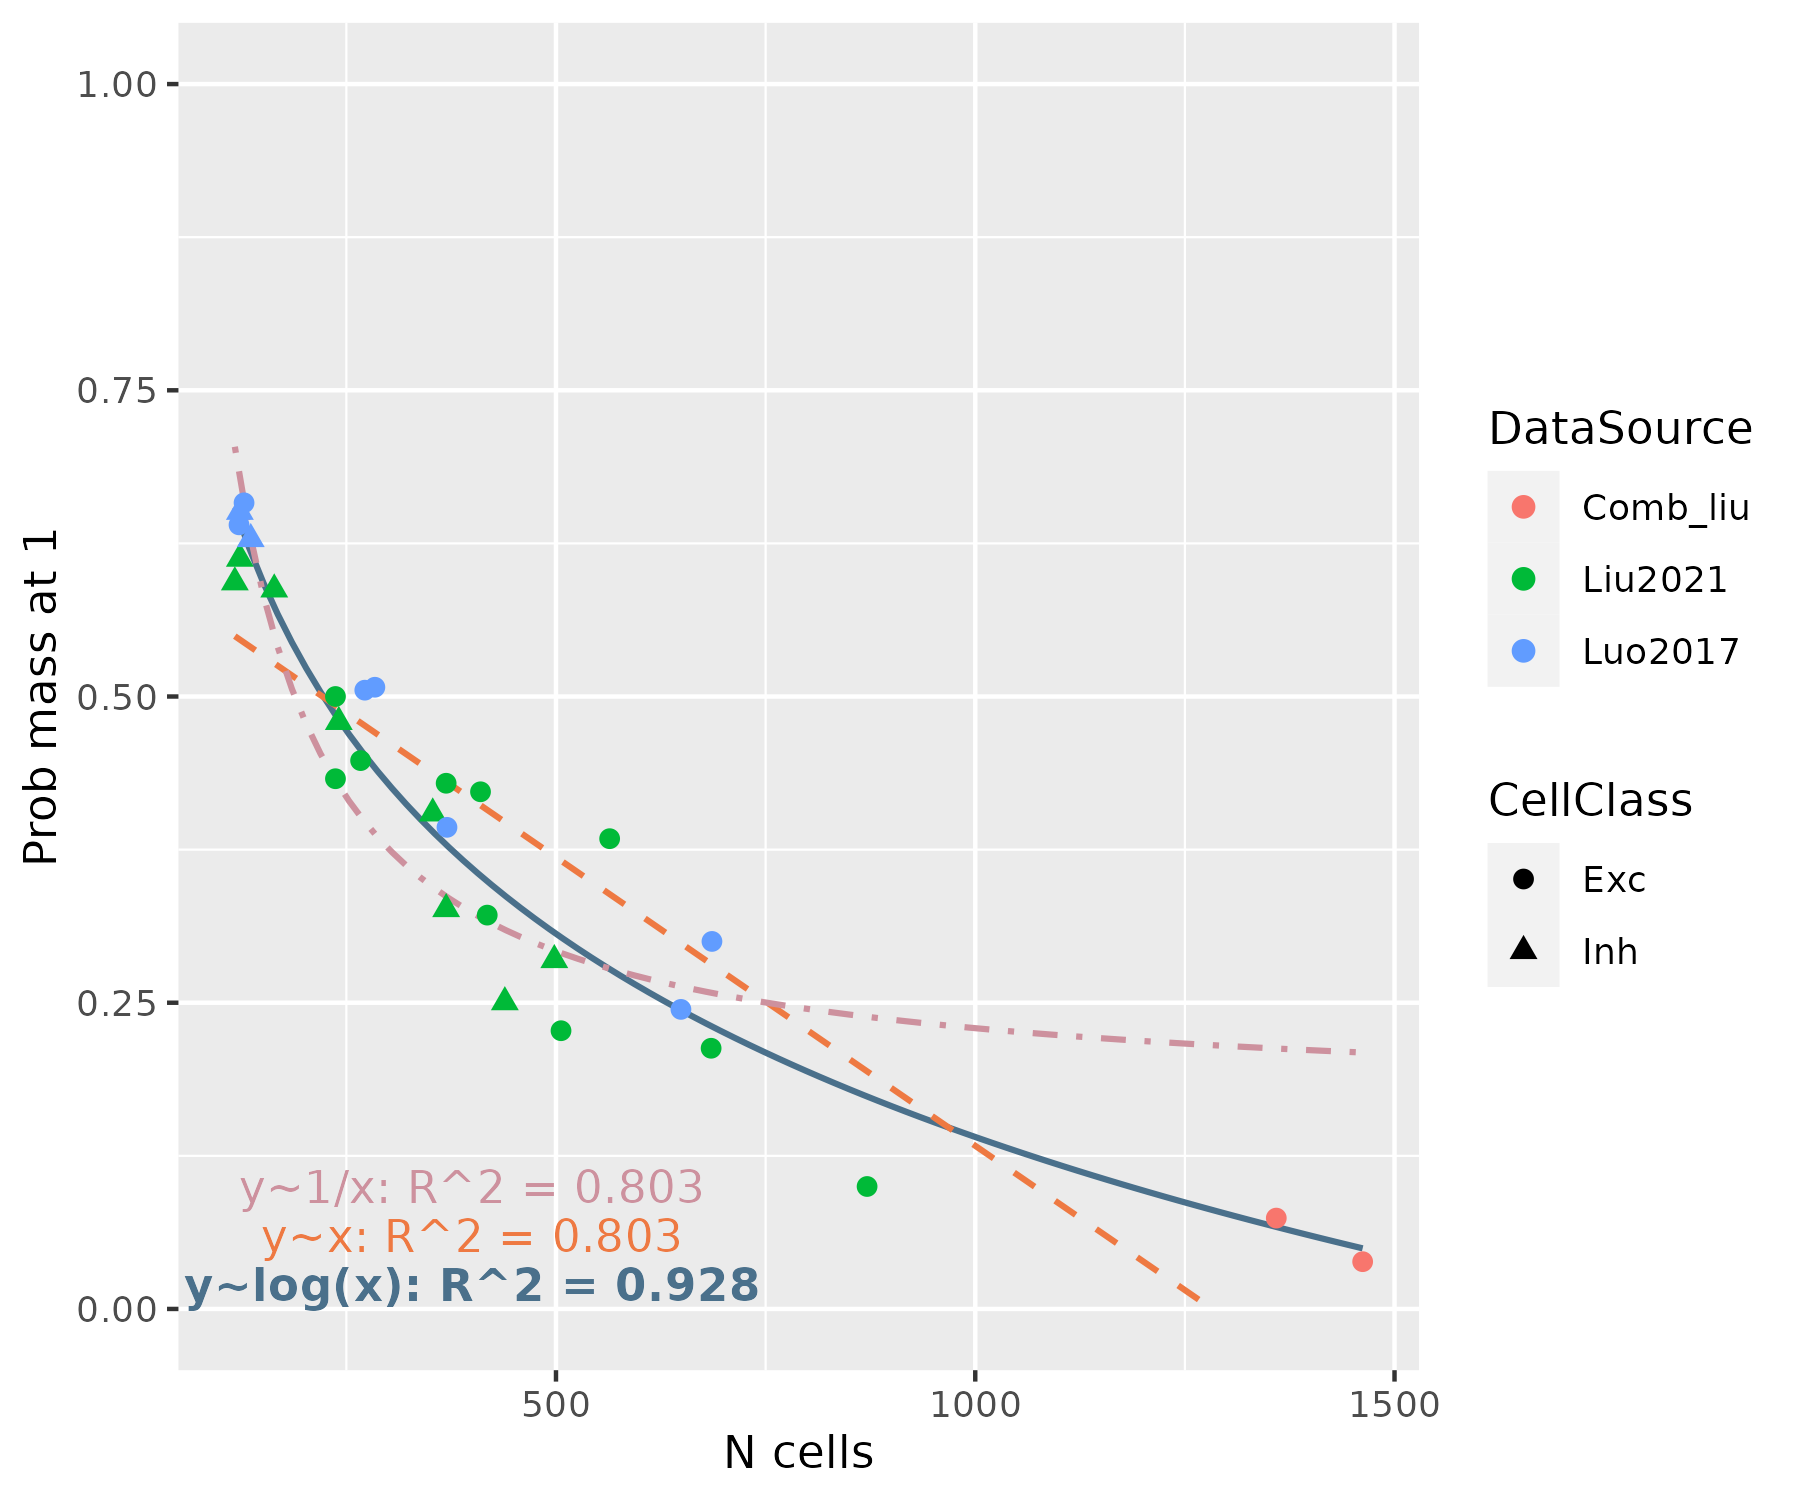 1.00
0.75
0.50
0.25
0.00
Prob mass at 1
500
1000
1500
N cells
y~1/x: R^2 = 0.803
y~x: R^2 = 0.803
y~log(x): R^2 = 0.928
DataSource
Comb_liu
Liu2021
Luo2017
CellClass
Exc
Inh